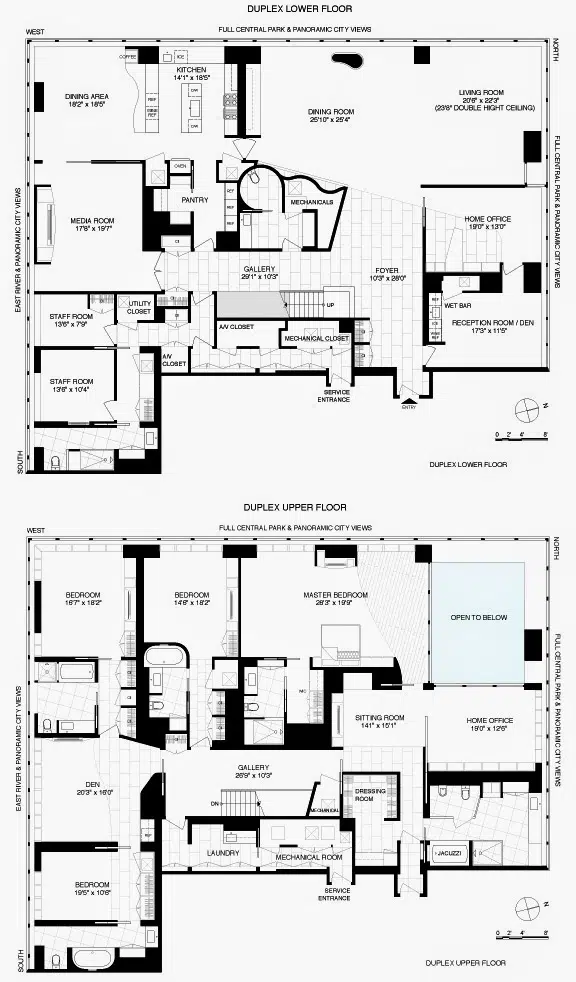 DUPLEX LOWER FLOOR
WEST
FULL CENTRAL PARK & PANORAMIC CITY VIEWS
NORTH
COFFEE
ICE
KITCHEN
14'1" x 18'5"
DINING AREA
18'2" x 18'5"
REF
DW
DW
DINING ROOM
25'10" x 25'4"
LIVING ROOM
20'6" x 22'3"
(23'6" DOUBLE HIGHT CEILING)
OVEN
PANTRY
REF
REF
REF
MECHANICALS
MEDIA ROOM
17'8" x 19'7"
HOME OFFICE
19'0" x 13'0"
FULL CENTRAL PARK & PANORAMIC CITY VIEWS
EAST RIVER & PANORAMIC CITY VIEWS
GALLERY
29'1" x 10'3"
FOYER
10'3" x 28'0"
UP
REF
WET BAR
RECEPTION ROOM / DEN
17'3" x 11'5"
STAFF ROOM
13'6" x 7'9"
UTILITY
CLOSET
A/V CLOSET
MECHANICAL CLOSET
A/V
CLOSET
STAFF ROOM
13'6" x 10'4"
SERVICE
ENTRANCE
ENTRY
N
0 2' 4' 8'
SOUTH
DUPLEX LOWER FLOOR
DUPLEX UPPER FLOOR
WEST
FULL CENTRAL PARK & PANORAMIC CITY VIEWS
NORTH
BEDROOM
16'7" x 18'2"
BEDROOM
14'6" x 18'2"
MASTER BEDROOM
26'3" x 19'9"
OPEN TO BELOW
FULL CENTRAL PARK & PANORAMIC CITY VIEWS
EAST RIVER & PANORAMIC CITY VIEWS
SITTING ROOM
14'1" x 15'1"
HOME OFFICE
19'0" x 12'6"
GALLERY
26'9" x 10'3"
DEN
20'3" x 16'0"
DN
MECHANICAL
DRESSING
ROOM
REF
LAUNDRY
MECHANICAL ROOM
JACUZZI
BEDROOM
19'5" x 10'6"
SERVICE
ENTRANCE
N
0 2' 4' 8'
SOUTH
DUPLEX UPPER FLOOR